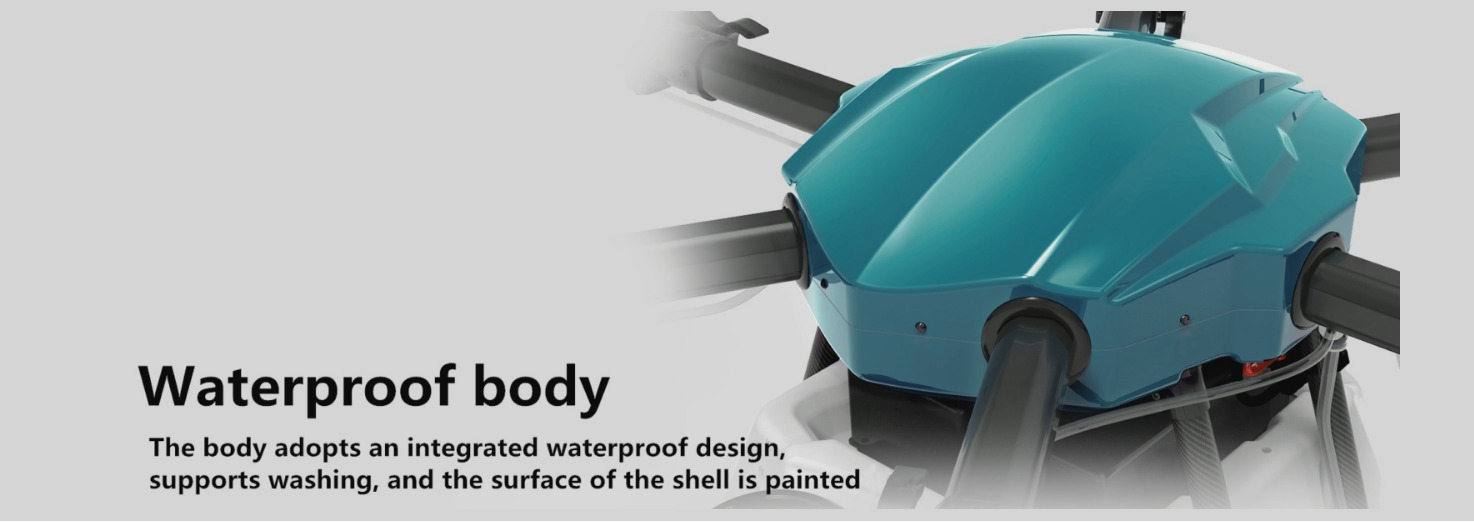 Waterproof body
The body adopts an integrated waterproof design,
supports washing, and the surface of the shell is painted